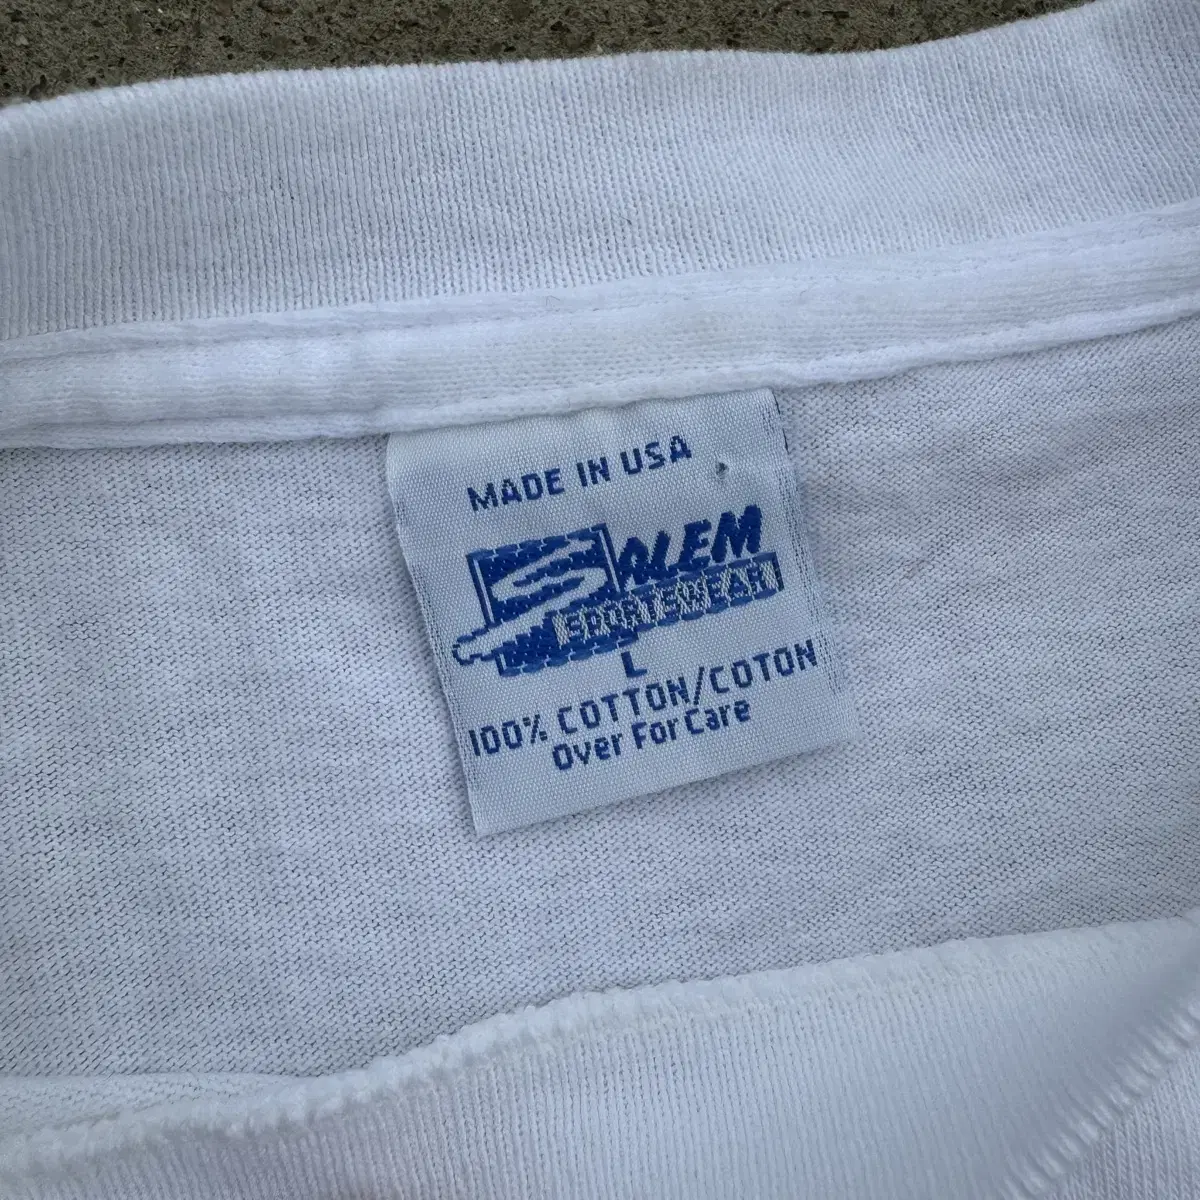 MADE IN USA
SALEM
SPORTSWEAR
L
100% COTTON/COTON
Over For Care